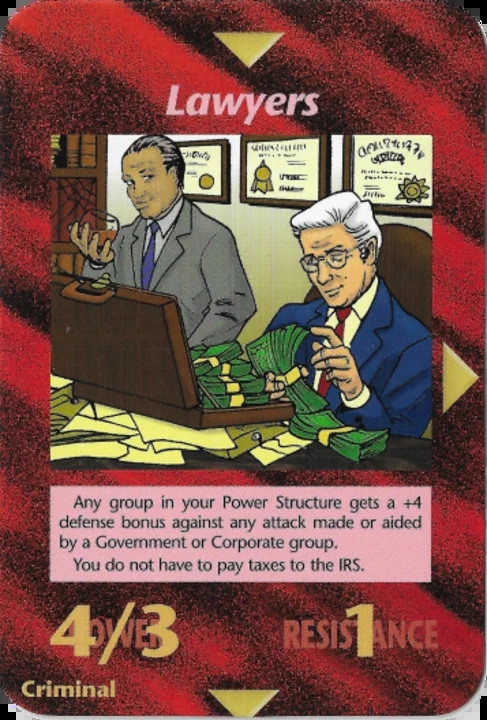 Lawyers
Any group in your Power Structure gets a +4
defense bonus against any attack made or aided
by a Government or Corporate group.
You do not have to pay taxes to the IRS.
4/3 POWER
1 RESISTANCE
Criminal